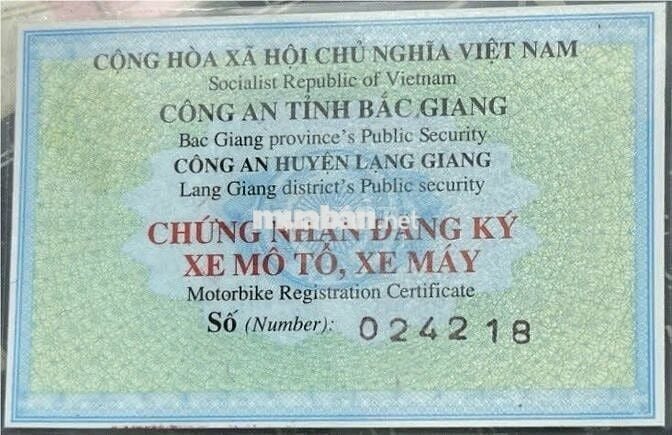 CỘNG HÒA XÃ HỘI CHỦ NGHĨA VIỆT NAM
Socialist Republic of Vietnam
CÔNG AN TỈNH BẮC GIANG
Bac Giang province's Public Security
CÔNG AN HUYỆN LẠNG GIANG
Lang Giang district's Public security
muaban.net
CHỨNG NHẬN ĐĂNG KÝ
XE MÔ TÔ, XE MÁY
Motorbike Registration Certificate
Số (Number): 024218